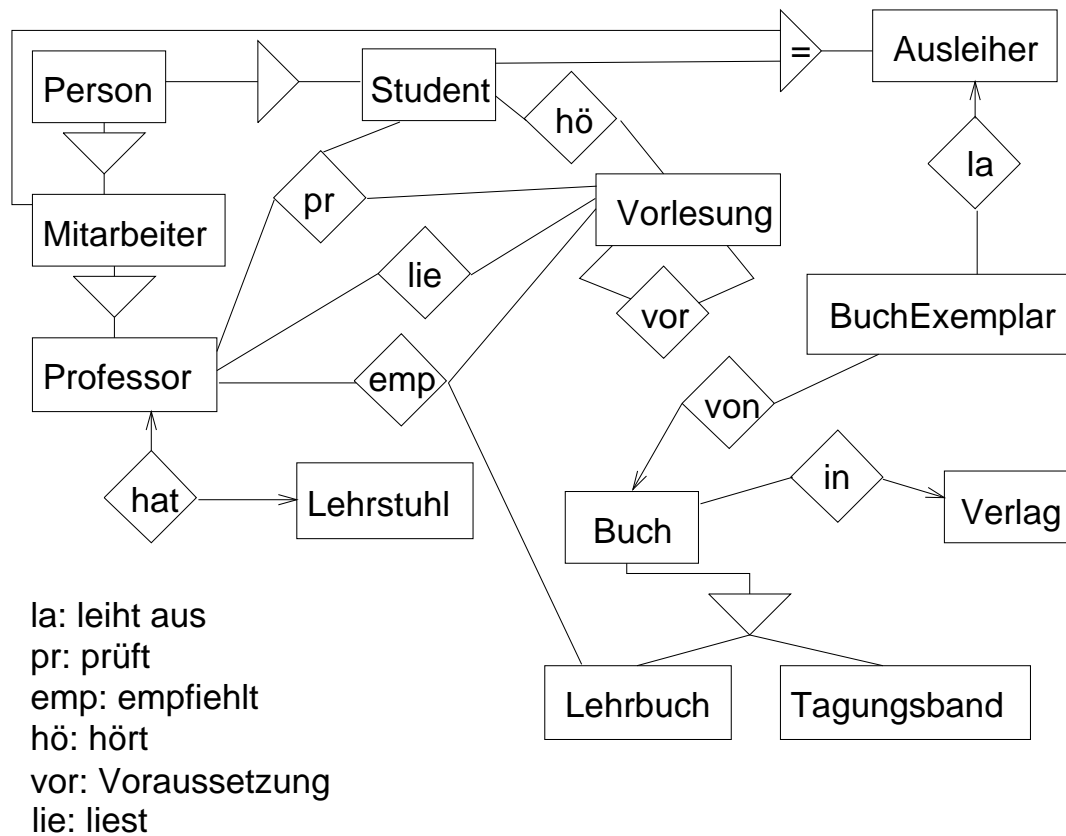 =
Ausleiher
Person
Student
hö
la
pr
Vorlesung
Mitarbeiter
lie
vor
BuchExemplar
Professor
emp
von
hat
Lehrstuhl
in
Buch
Verlag
la: leiht aus
pr: prüft
emp: empfiehlt
hö: hört
vor: Voraussetzung
lie: liest
Lehrbuch
Tagungsband